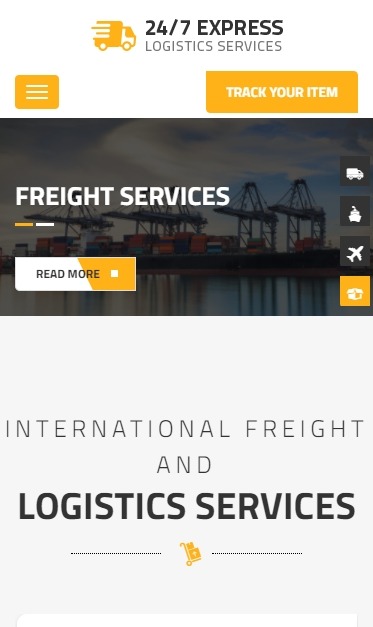 24/7 EXPRESS
LOGISTICS SERVICES
TRACK YOUR ITEM
FREIGHT SERVICES
READ MORE
INTERNATIONAL FREIGHT
AND
LOGISTICS SERVICES